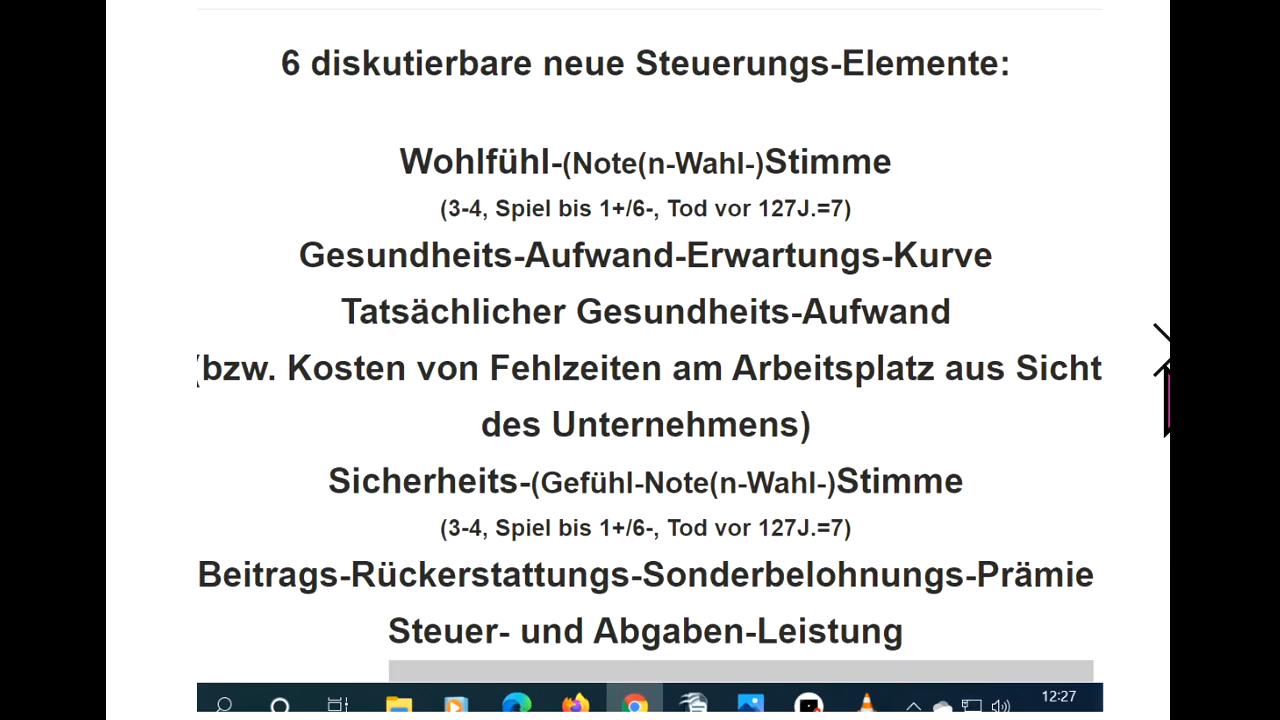 6 diskutierbare neue Steuerungs-Elemente:
Wohlfühl-(Note(n-Wahl-)Stimme
(3-4, Spiel bis 1+/6-, Tod vor 127J.=7)
Gesundheits-Aufwand-Erwartungs-Kurve
Tatsächlicher Gesundheits-Aufwand
(bzw. Kosten von Fehlzeiten am Arbeitsplatz aus Sicht
des Unternehmens)
Sicherheits-(Gefühl-Note(n-Wahl-)Stimme
(3-4, Spiel bis 1+/6-, Tod vor 127J.=7)
Beitrags-Rückerstattungs-Sonderbelohnungs-Prämie
Steuer- und Abgaben-Leistung
12:27